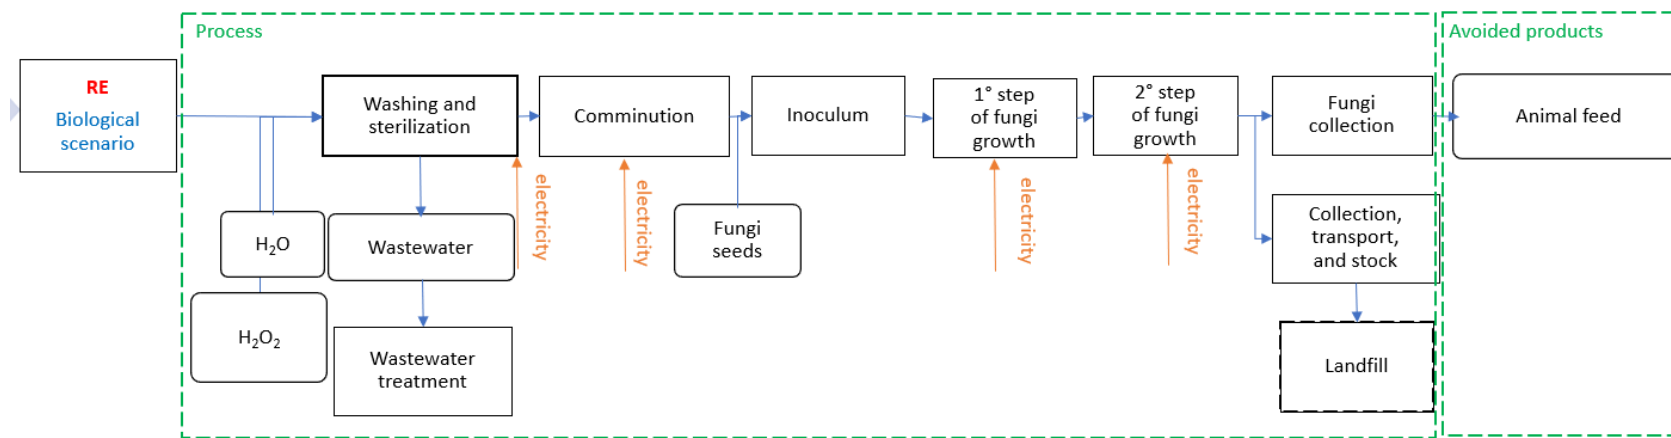 Process
Avoided products
RE
Biological
scenario
Washing and
sterilization
Comminution
Inoculum
1° step
of fungi
growth
2° step
of fungi
growth
Fungi
collection
Animal feed
electricity
electricity
electricity
electricity
H₂O
Wastewater
Fungi
seeds
Collection,
transport,
and stock
H₂O₂
Wastewater
treatment
Landfill